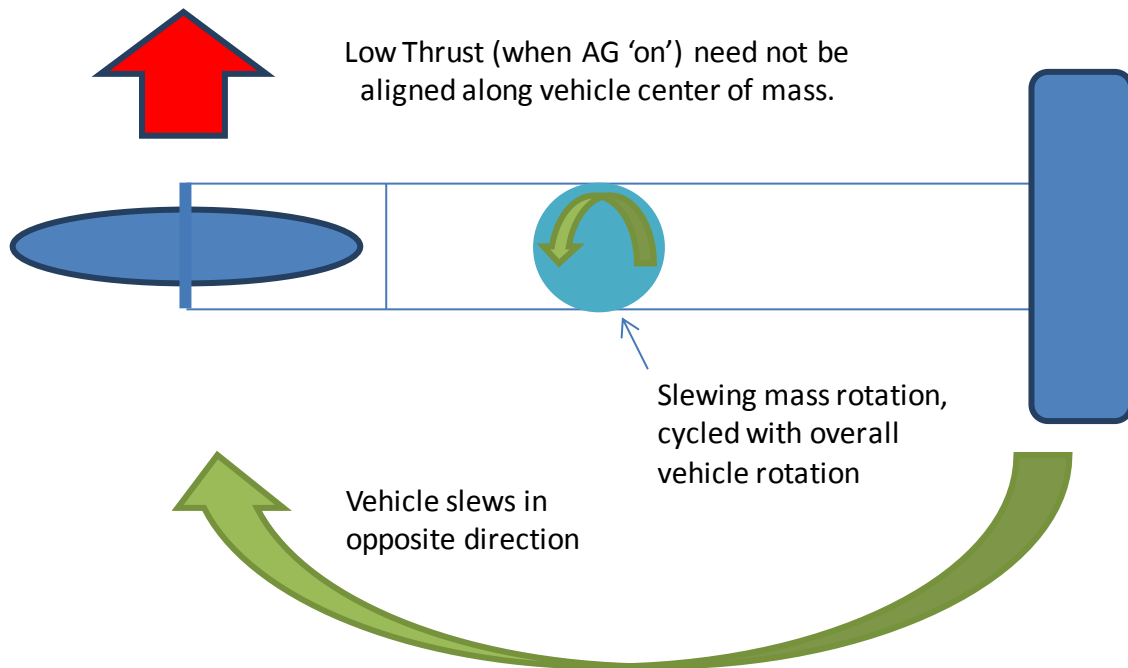 Low Thrust (when AG ‘on’) need not be
aligned along vehicle center of mass.
Slewing mass rotation,
cycled with overall
vehicle rotation
Vehicle slews in
opposite direction